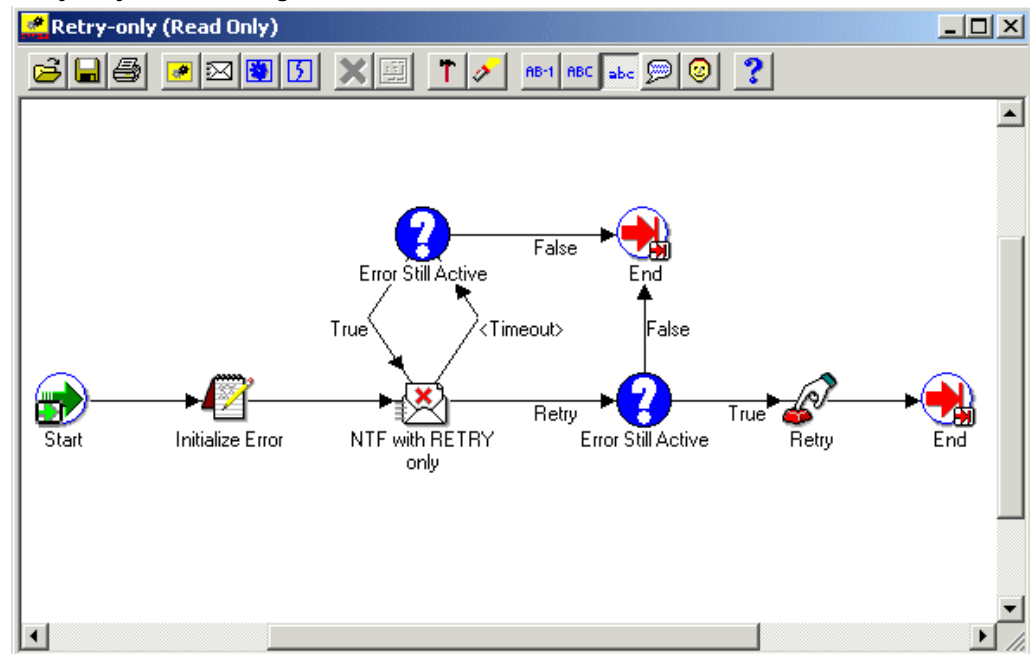 Retry-only (Read Only)
AB-1 ABC abc
False
Error Still Active
End
True
<Timeout>
False
Retry
True
Start
Initialize Error
NTF with RETRY
only
Error Still Active
Retry
End